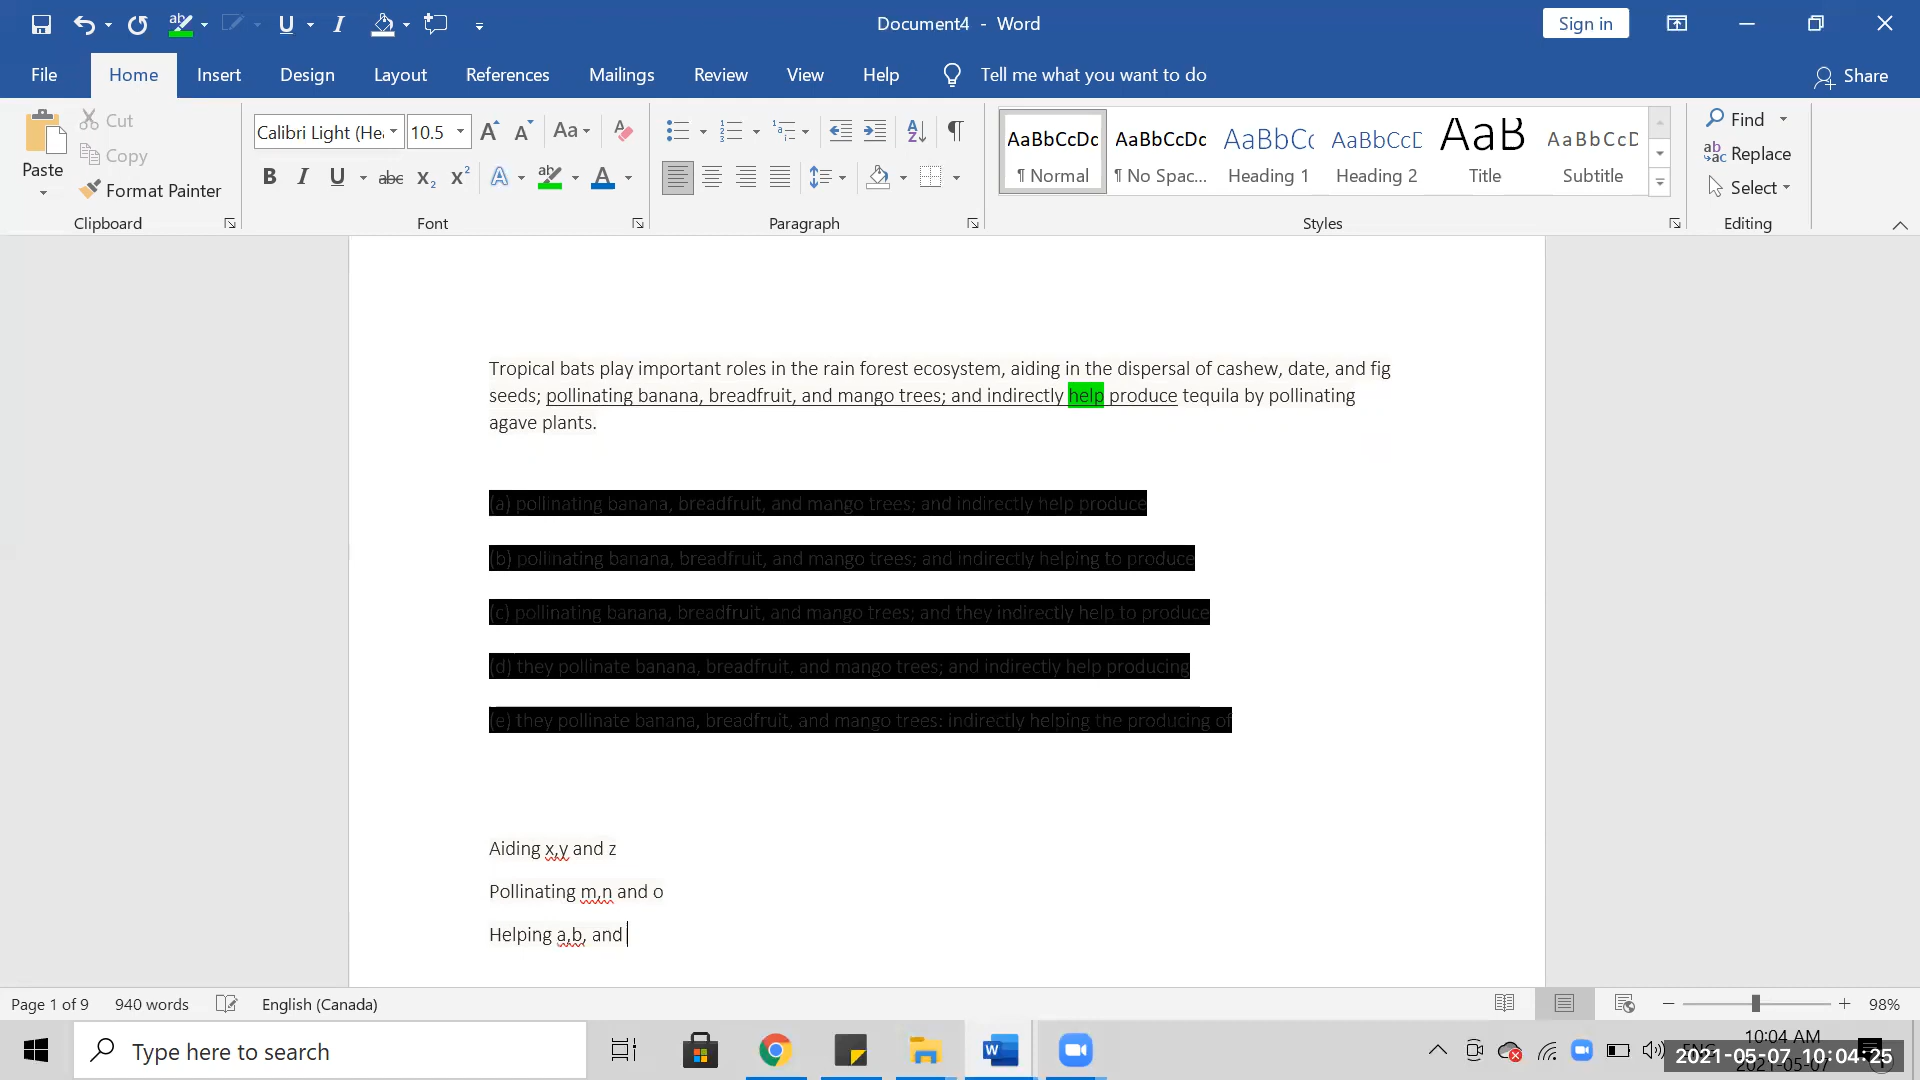 Document4 - Word
Sign in
File Home Insert Design Layout References Mailings Review View Help Tell me what you want to do Share
Paste
Cut
Copy
Format Painter
Clipboard
Calibri Light (He
10.5
Font
Paragraph
AaBbCcDc AaBbCcDc AaBbCc AaBbCcD AaB AaBbCcD
¶ Normal ¶ No Spac... Heading 1 Heading 2 Title Subtitle
Styles
Find
Replace
Select
Editing
Tropical bats play important roles in the rain forest ecosystem, aiding in the dispersal of cashew, date, and fig
seeds; pollinating banana, breadfruit, and mango trees; and indirectly help produce tequila by pollinating
agave plants.
(a) pollinating banana, breadfruit, and mango trees; and indirectly help produce
(b) pollinating banana, breadfruit, and mango trees; and indirectly helping to produce
(c) pollinating banana, breadfruit, and mango trees; and they indirectly help to produce
(d) they pollinate banana, breadfruit, and mango trees; and indirectly help producing
(e) they pollinate banana, breadfruit, and mango trees: indirectly helping the producing of
Aiding x,y and z
Pollinating m,n and o
Helping a,b, and
Page 1 of 9 940 words English (Canada) 98%
Type here to search
10:04 AM
2021-05-07 10:04:25